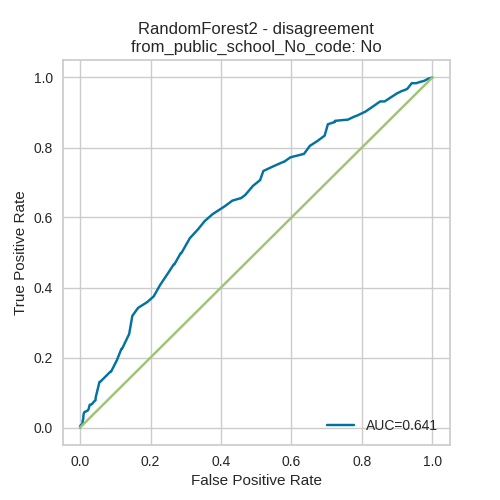 RandomForest2 - disagreement
from_public_school_No_code: No
True Positive Rate
1.0
0.8
0.6
0.4
0.2
0.0
AUC=0.641
0.0 0.2 0.4 0.6 0.8 1.0
False Positive Rate